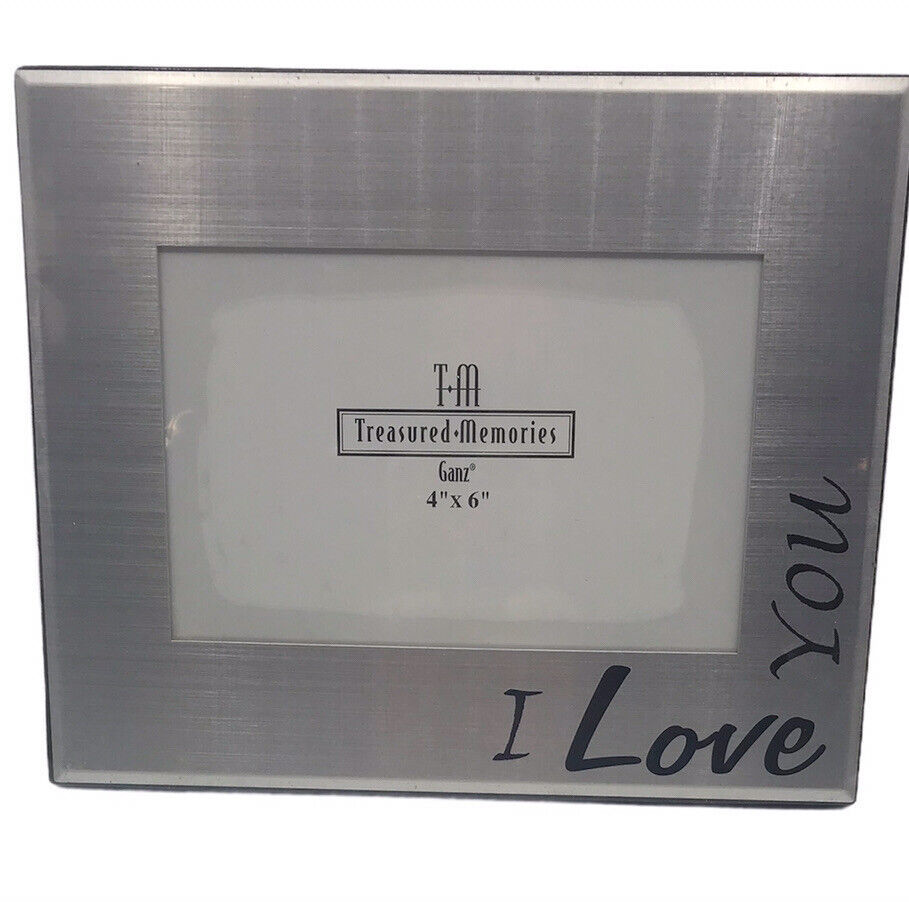 T•M
Treasured•Memories
Ganz®
4" x 6"
I Love
You